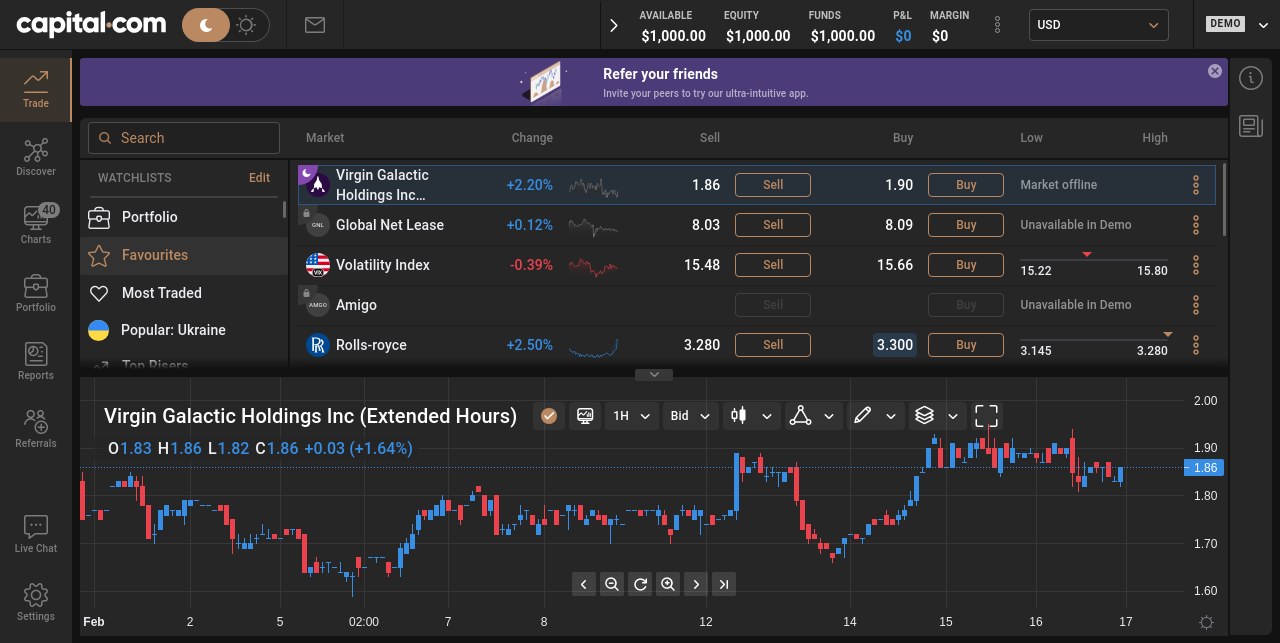 capital.com
AVAILABLE EQUITY FUNDS P&L MARGIN
$1,000.00 $1,000.00 $1,000.00 $0 $0
USD
DEMO
Trade
Discover
40
Charts
Portfolio
Reports
Referrals
Live Chat
Settings
Refer your friends
Invite your peers to try our ultra-intuitive app.
Search
WATCHLISTS Edit
Portfolio
Favourites
Most Traded
Popular: Ukraine
Top Risers
Market Change Sell Buy Low High
Virgin Galactic
Holdings Inc...
+2.20% 1.86 Sell 1.90 Buy Market offline
GNL Global Net Lease +0.12% 8.03 Sell 8.09 Buy Unavailable in Demo
VIX Volatility Index -0.39% 15.48 Sell 15.66 Buy 15.22 15.80
AMGO Amigo Sell Buy Unavailable in Demo
Rolls-royce +2.50% 3.280 Sell 3.300 Buy 3.145 3.280
Virgin Galactic Holdings Inc (Extended Hours) 1H Bid
O1.83 H1.86 L1.82 C1.86 +0.03 (+1.64%)
2.00
1.90
1.86
1.80
1.70
1.60
Feb 2 5 02:00 7 8 12 14 15 16 17